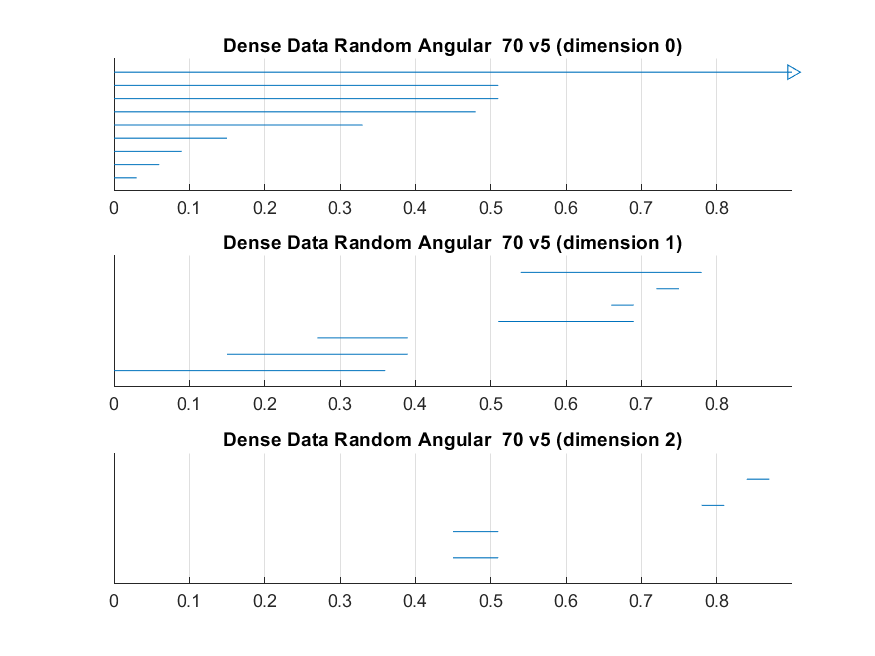 Dense Data Random Angular  70 v5 (dimension 0)
0 0.1 0.2 0.3 0.4 0.5 0.6 0.7 0.8
Dense Data Random Angular  70 v5 (dimension 1)
0 0.1 0.2 0.3 0.4 0.5 0.6 0.7 0.8
Dense Data Random Angular  70 v5 (dimension 2)
0 0.1 0.2 0.3 0.4 0.5 0.6 0.7 0.8